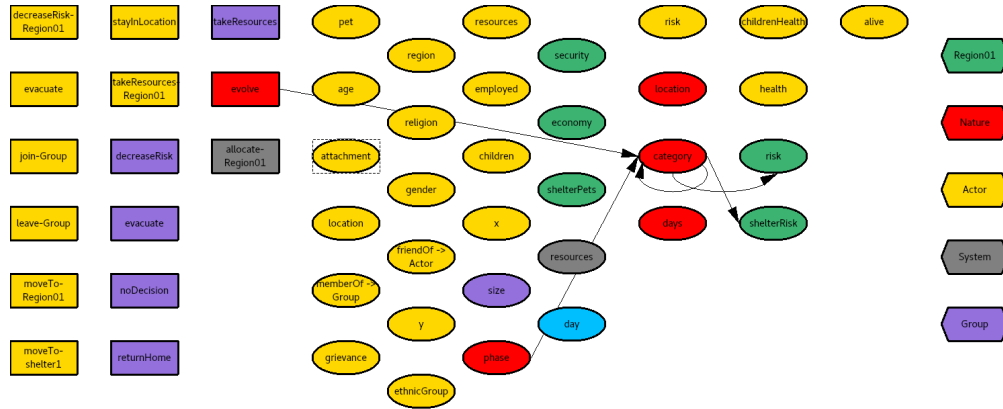 decreaseRisk-
Region01
stayInLocation
takeResources
pet
resources
risk
childrenHealth
alive
region
security
Region01
evacuate
takeResources-
Region01
evolve
age
employed
location
health
religion
economy
Nature
join-Group
decreaseRisk
allocate-
Region01
attachment
children
category
risk
gender
shelterPets
Actor
leave-Group
evacuate
location
x
days
shelterRisk
friendOf ->
Actor
resources
System
moveTo-
Region01
noDecision
memberOf ->
Group
size
y
day
Group
moveTo-
shelter1
returnHome
grievance
phase
ethnicGroup